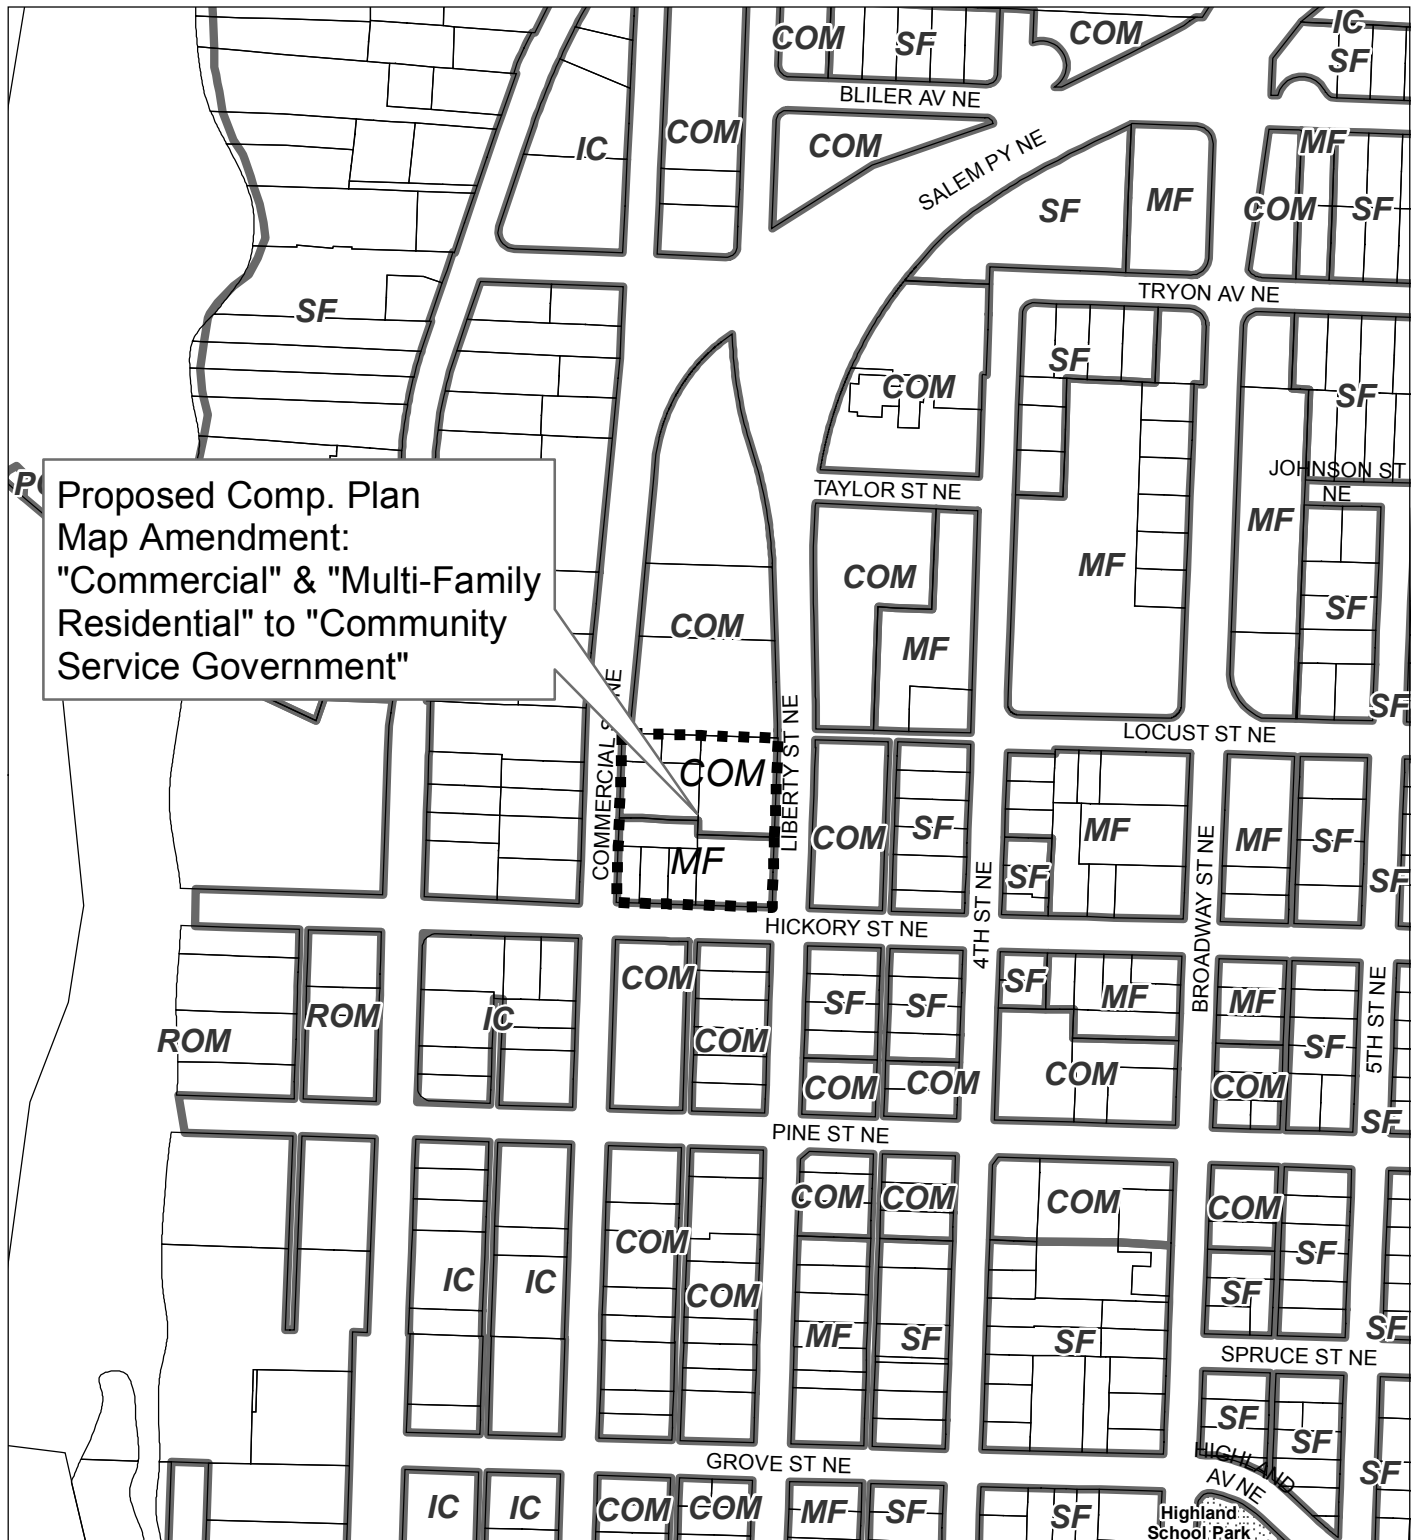 IC
COM
SF
COM
SF
BLILER AV NE
IC
COM
COM
SALEM PY NE
MF
SF
MF
COM
SF
TRYON AV NE
SF
SF
COM
SF
JOHNSON ST
NE
TAYLOR ST NE
Proposed Comp. Plan
Map Amendment:
"Commercial" & "Multi-Family
Residential" to "Community
Service Government"
MF
COM
MF
SF
COM
MF
SF
LOCUST ST NE
COMMERCIAL
NE
LIBERTY ST NE
COM
COM
SF
MF
MF
SF
MF
SF
SF
HICKORY ST NE
4TH ST NE
BROADWAY ST NE
5TH ST NE
COM
SF
SF
SF
MF
MF
ROM
ROM
IC
COM
SF
COM
COM
COM
COM
SF
PINE ST NE
COM
COM
COM
COM
COM
SF
IC
IC
COM
SF
MF
SF
SF
SF
SPRUCE ST NE
SF
SF
GROVE ST NE
HIGHLAND
AV NE
SF
IC
IC
COM
COM
MF
SF
SF
Highland
School Park